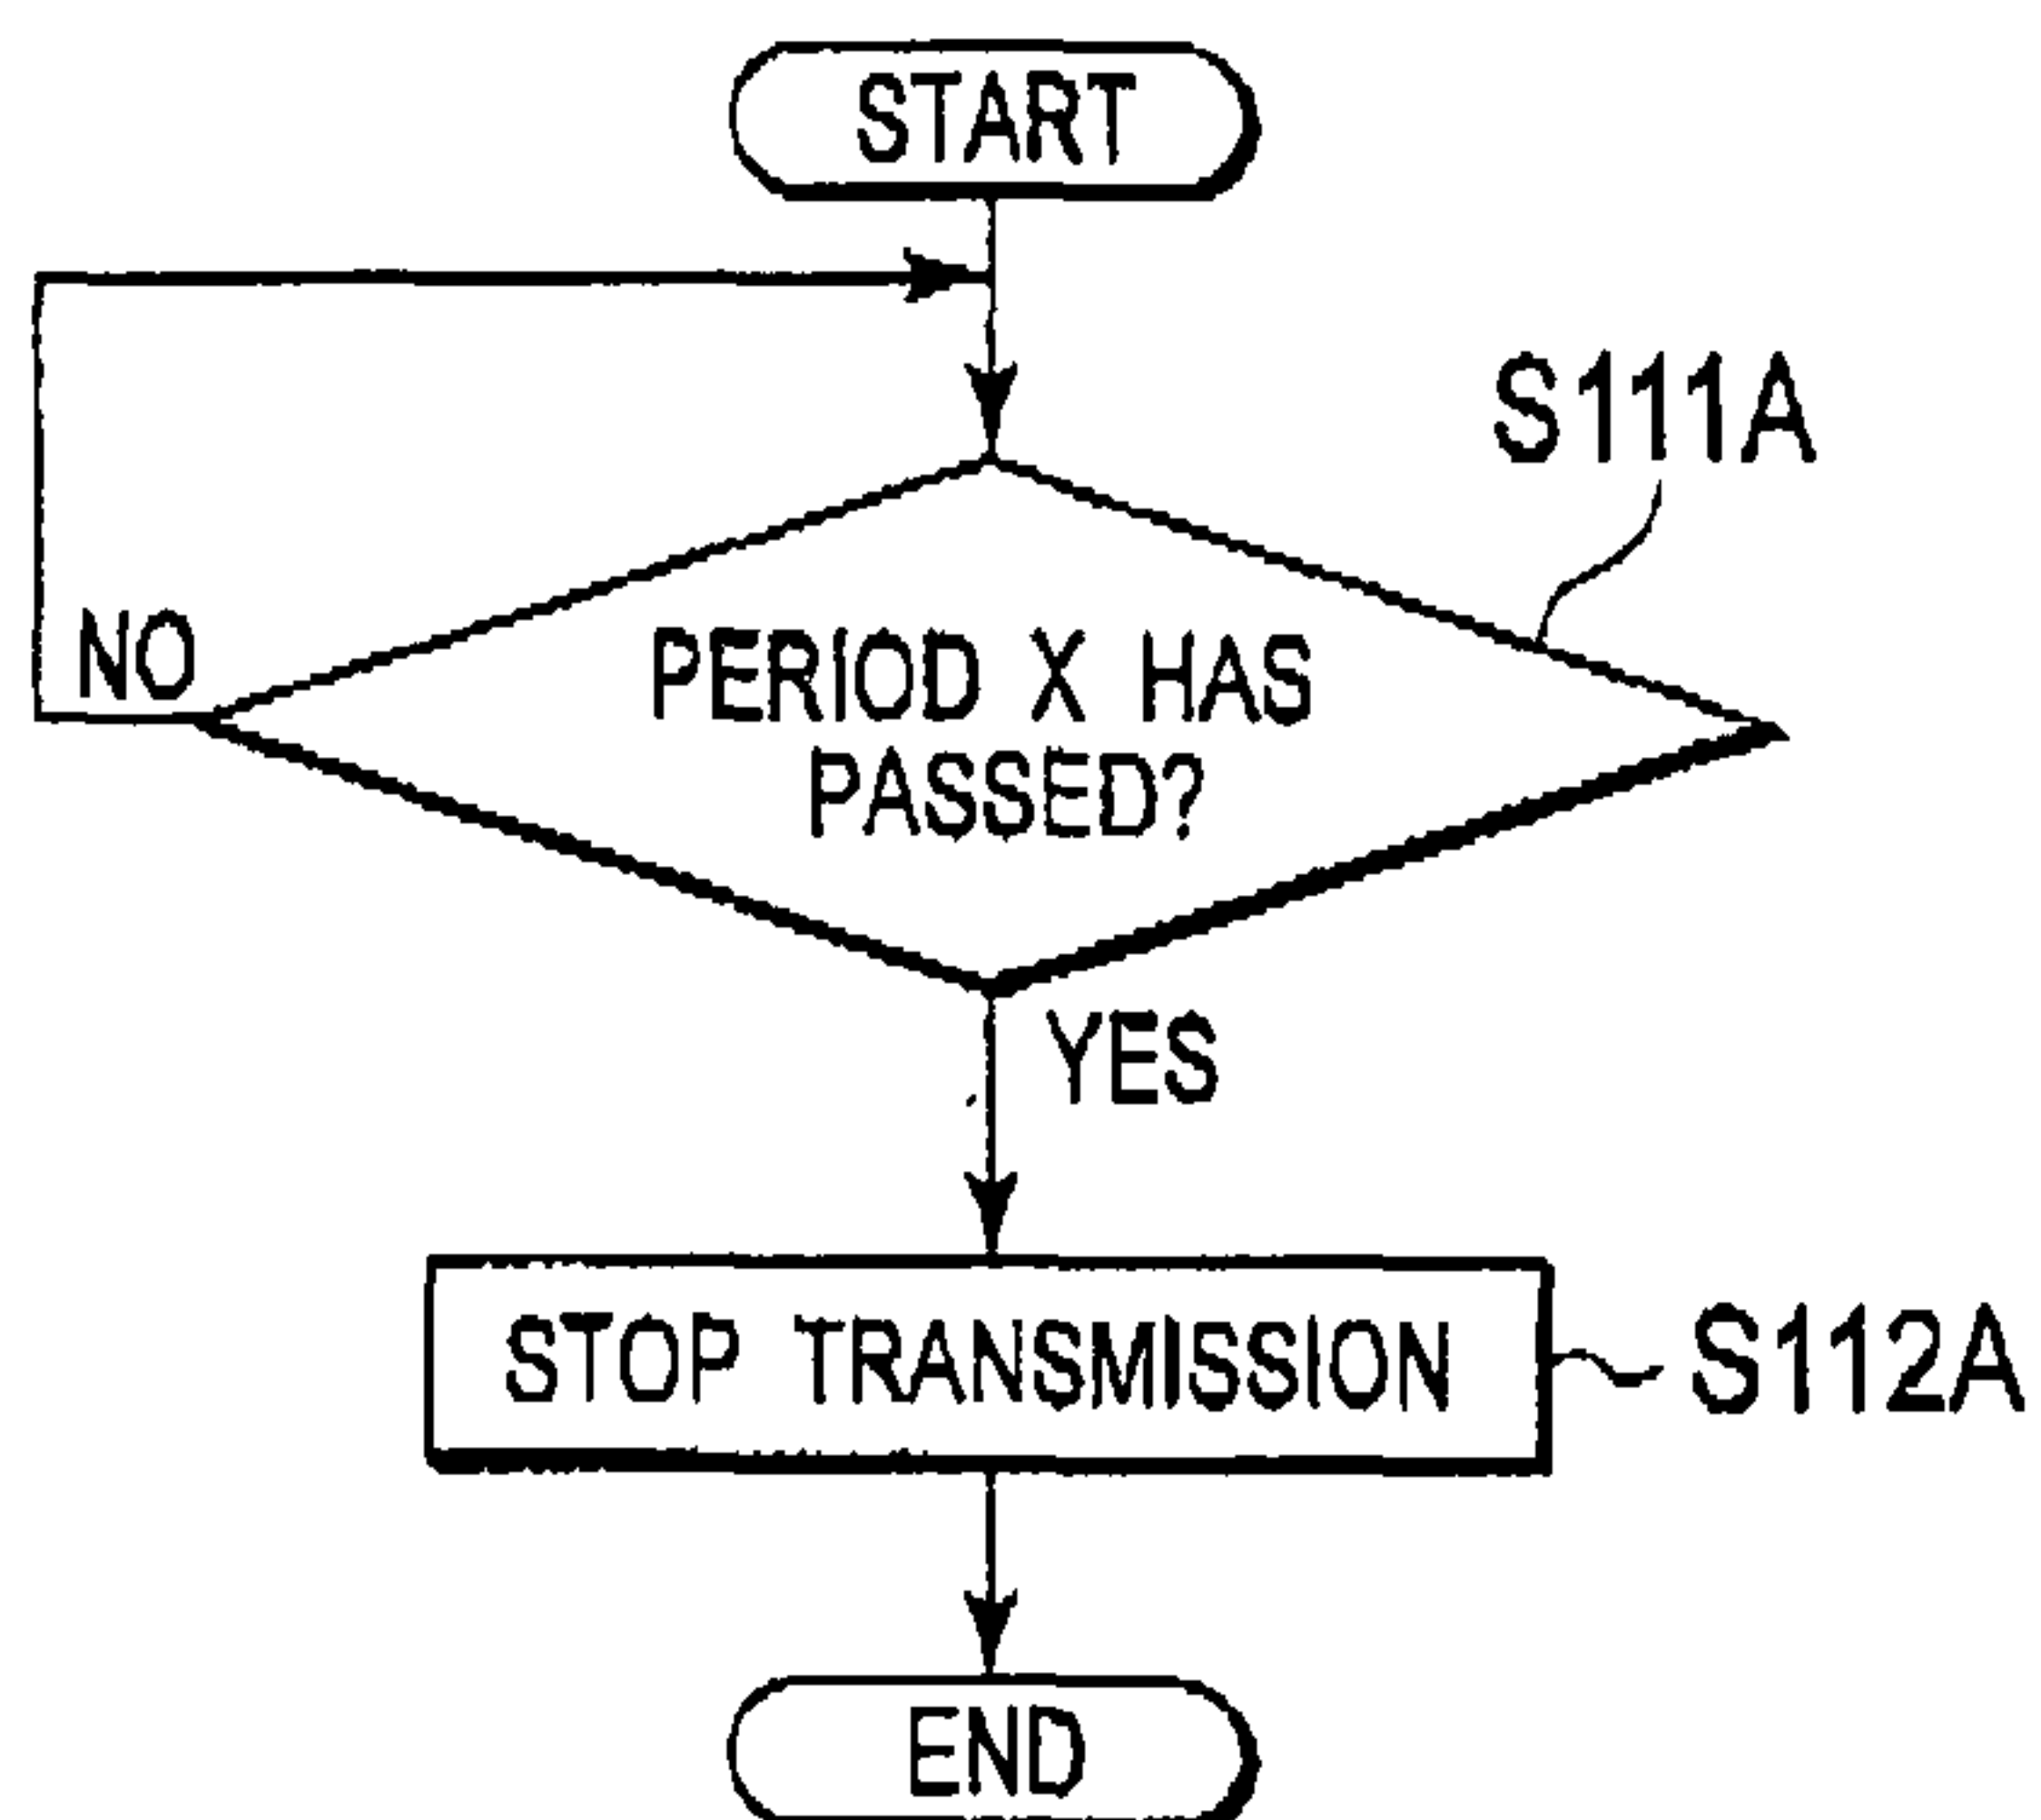 START
S111A
NO
PERIOD X HAS
PASSED?
YES
STOP TRANSMISSION
S112A
END